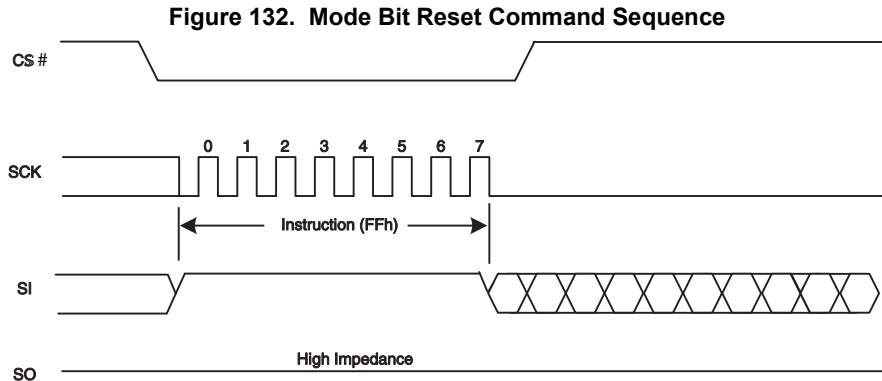 Figure 132. Mode Bit Reset Command Sequence
CS #
0 1 2 3 4 5 6 7
SCK
Instruction (FFh)
SI
High Impedance
SO